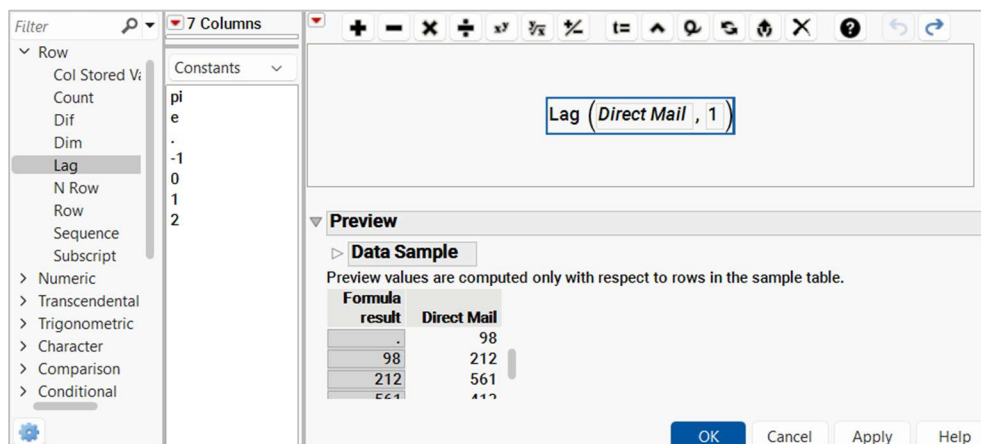 Filter
Row
Col Stored Va
Count
Dif
Dim
Lag
N Row
Row
Sequence
Subscript
Numeric
Transcendental
Trigonometric
Character
Comparison
Conditional
7 Columns
Constants
pi
e
.
-1
0
1
2
t=
Lag (Direct Mail , 1)
Preview
Data Sample
Preview values are computed only with respect to rows in the sample table.
Formula
result Direct Mail
. 98
98 212
212 561
561 412
OK Cancel Apply Help